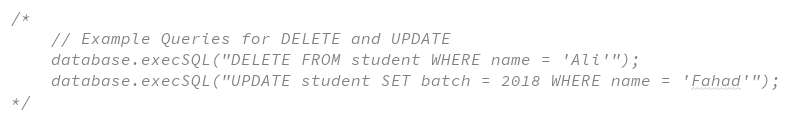 /*
// Example Queries for DELETE and UPDATE
database.execSQL("DELETE FROM student WHERE name = 'Ali'");
database.execSQL("UPDATE student SET batch = 2018 WHERE name = 'Fahad'");
*/